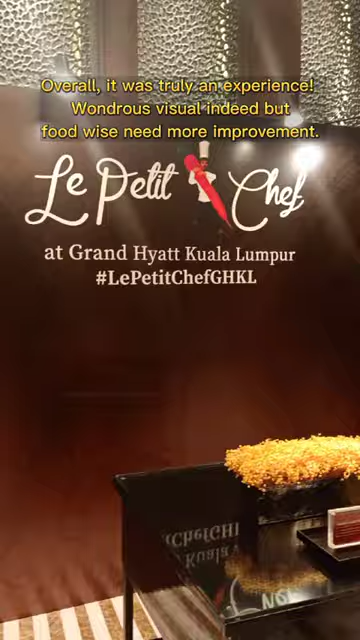 Overall, it was truly an experience!
Wondrous visual indeed but
food wise need more improvement.
Le Petit Chef
at Grand Hyatt Kuala Lumpur
#LePetitChefGHKL